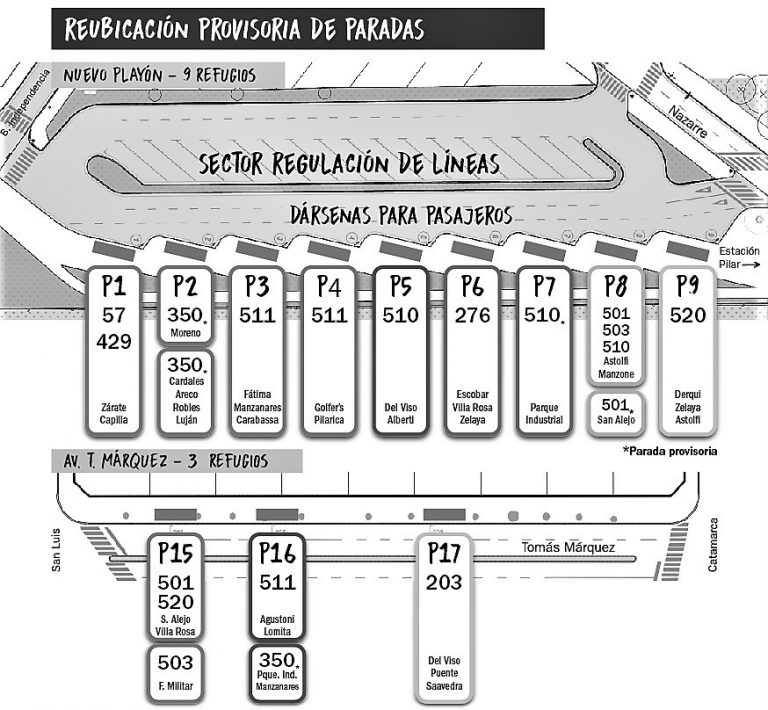 REUBICACIÓN PROVISORIA DE PARADAS
NUEVO PLAYÓN – 9 REFUGIOS
B. Independencia
Nazarre
SECTOR REGULACIÓN DE LÍNEAS
DÁRSENAS PARA PASAJEROS
Estación
Pilar→
P1
57
429
Zárate
Capilla
P2
350*
Moreno
350*
Cardales
Areco
Robles
Luján
P3
511
Fátima
Manzanares
Carabassa
P4
511
Golfer's
Pilarica
P5
510
Del Viso
Alberti
P6
276
Escobar
Villa Rosa
Zelaya
P7
510*
Parque
Industrial
P8
501
503
510
Astolfi
Manzone
501*
San Alejo
P9
520
Derqui
Zelaya
Astolfi
*Parada provisoria
AV. T. MÁRQUEZ – 3 REFUGIOS
San Luis
Tomás Márquez
Catamarca
P15
501
520
S. Alejo
Villa Rosa
503
F. Militar
P16
511
Agustoni
Lomita
350*
Pque. Ind.
Manzanares
P17
203
Del Viso
Puente
Saavedra